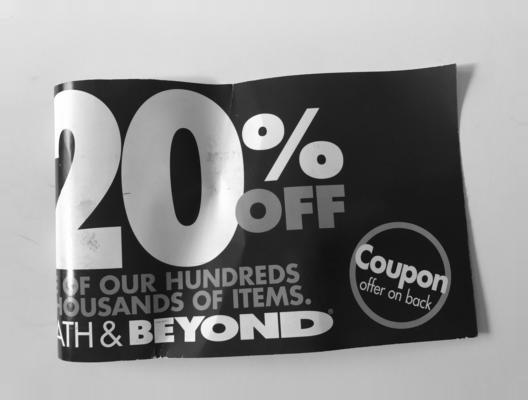 20%
OFF
OF OUR HUNDREDS
HOUSANDS OF ITEMS.
ATH & BEYOND®
Coupon
offer on back